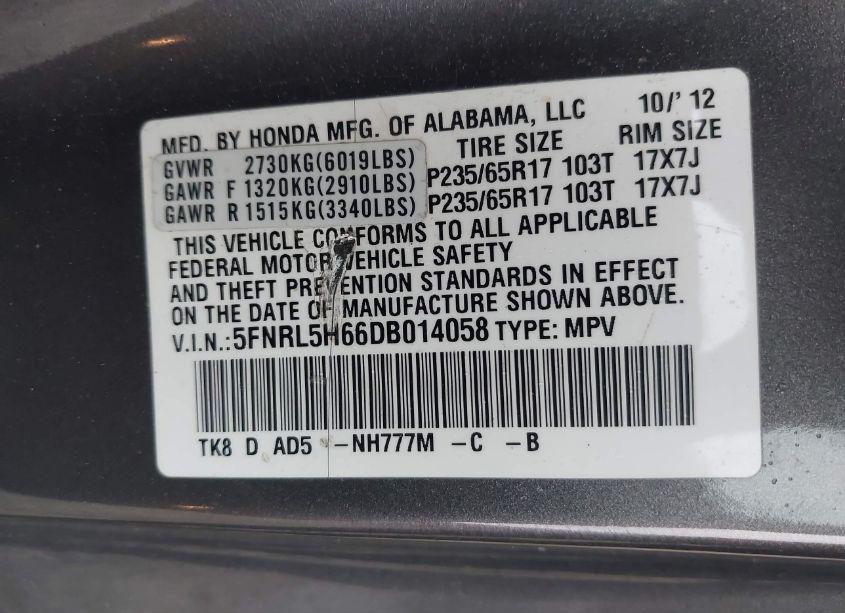 MFD. BY HONDA MFG. OF ALABAMA, LLC 10/'12
GVWR 2730KG(6019LBS) TIRE SIZE RIM SIZE
GAWR F 1320KG(2910LBS) P235/65R17 103T 17X7J
GAWR R 1515KG(3340LBS) P235/65R17 103T 17X7J
THIS VEHICLE CONFORMS TO ALL APPLICABLE
FEDERAL MOTOR VEHICLE SAFETY
AND THEFT PREVENTION STANDARDS IN EFFECT
ON THE DATE OF MANUFACTURE SHOWN ABOVE.
V.I.N.:5FNRL5H66DB014058 TYPE: MPV
TK8 D AD5 -NH777M -C -B